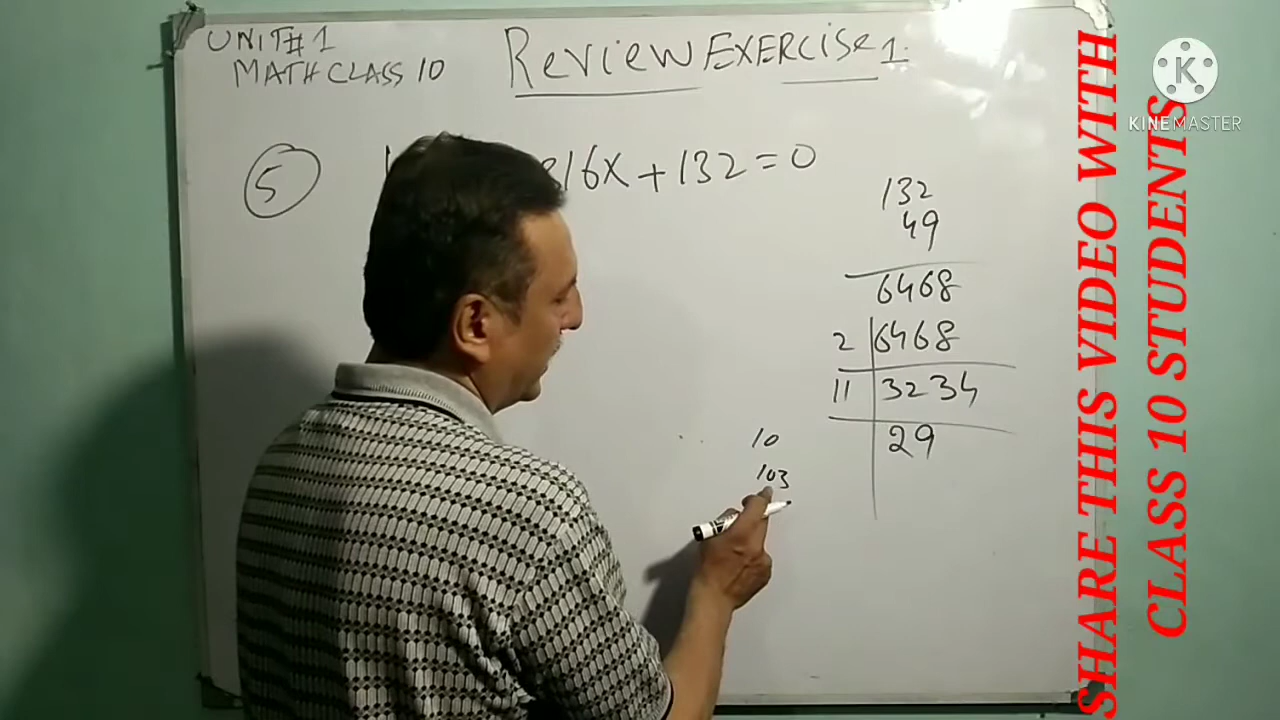 UNIT#1
MATH CLASS 10
Review EXERCISE 1.
5
816x + 132 = 0
132
49
6468
2 6468
11 3234
29
10
103
SHARE THIS VIDEO WITH
CLASS 10 STUDENTS
K
KINEMASTER